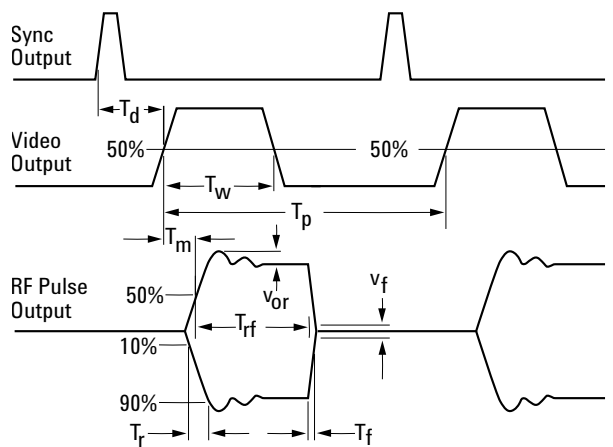 Sync
Output
T_d
Video
Output
50%
50%
T_w
T_p
T_m
RF Pulse
Output
50%
v_or
v_f
T_rf
10%
90%
T_r
T_f